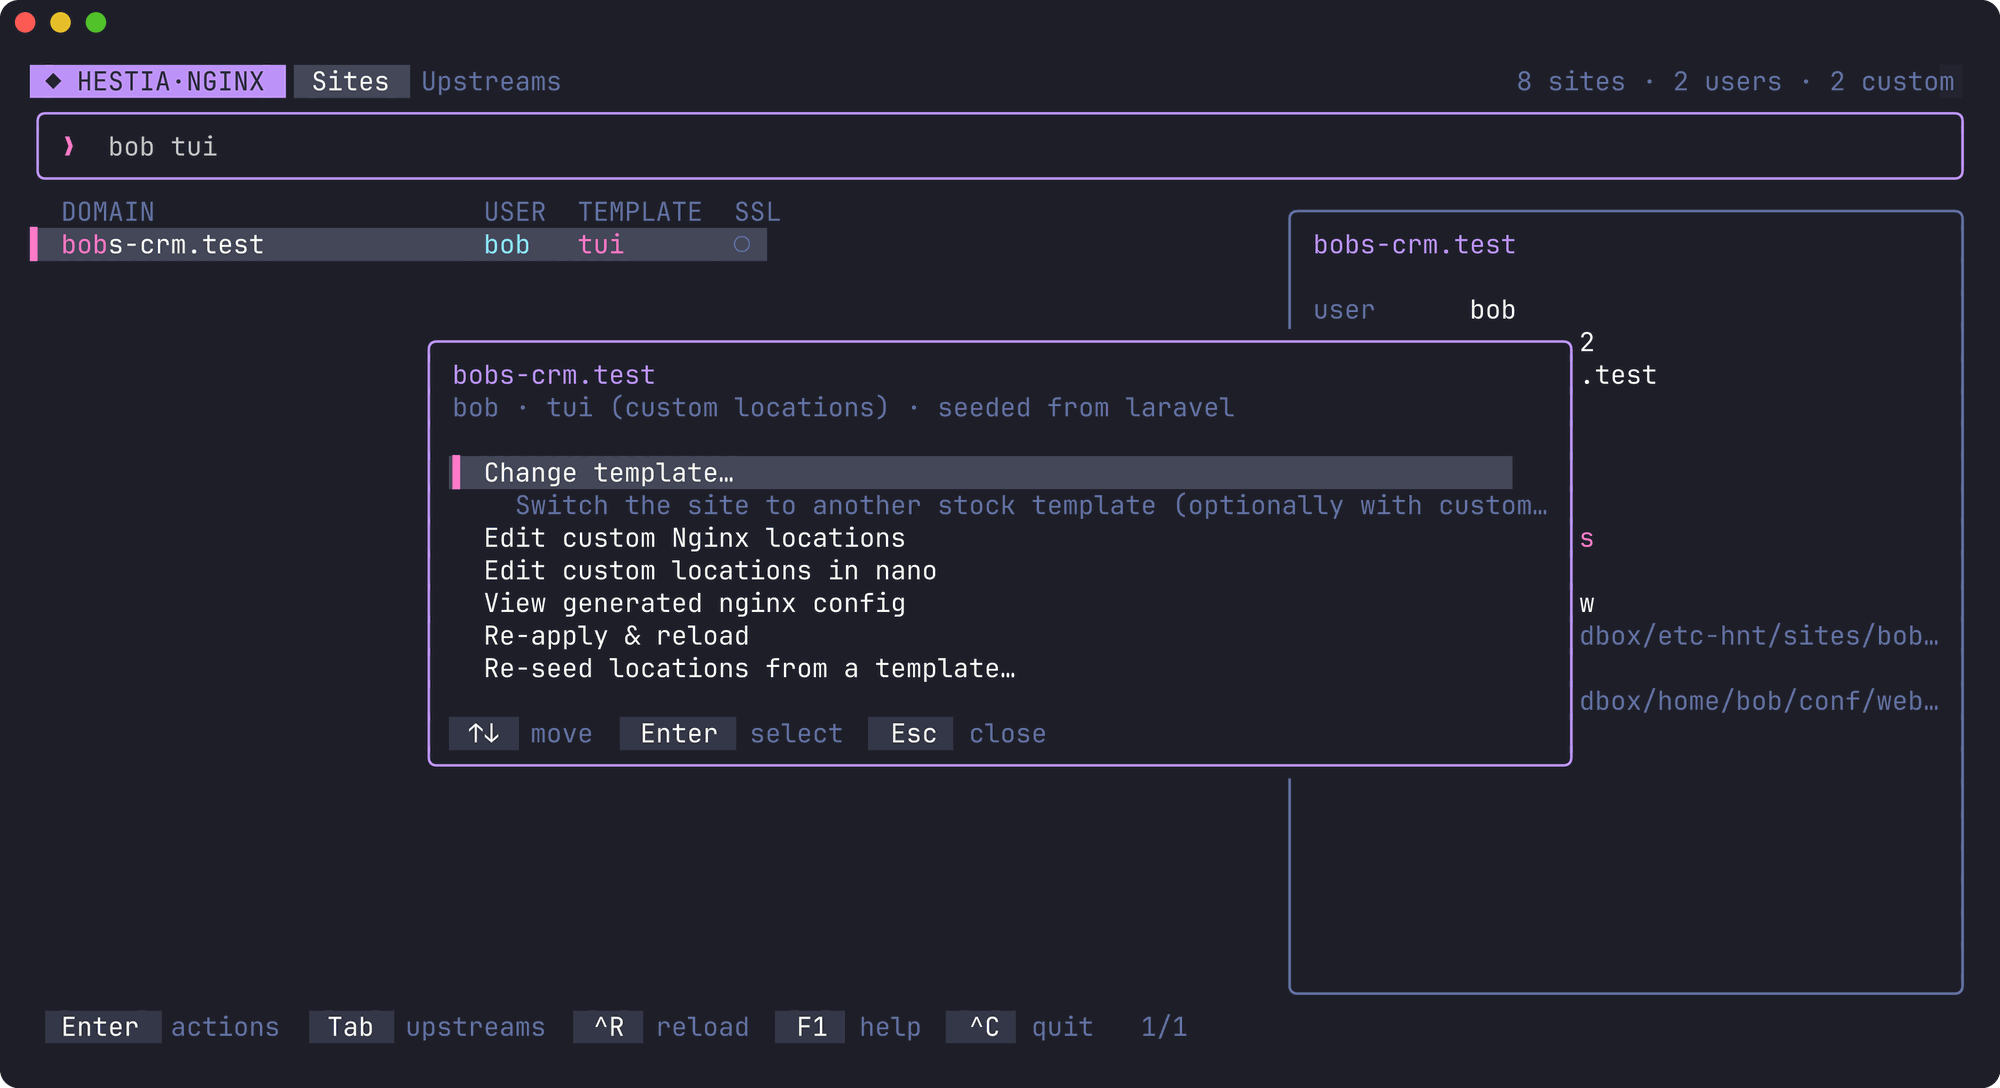 ◆ HESTIA·NGINX Sites Upstreams 8 sites · 2 users · 2 custom
❱ bob tui
DOMAIN USER TEMPLATE SSL
bobs-crm.test bob tui ○
bobs-crm.test
user bob
2
.test
s
w
dbox/etc-hnt/sites/bob…
dbox/home/bob/conf/web…
bobs-crm.test
bob · tui (custom locations) · seeded from laravel
Change template…
Switch the site to another stock template (optionally with custom…
Edit custom Nginx locations
Edit custom locations in nano
View generated nginx config
Re-apply & reload
Re-seed locations from a template…
↑↓ move Enter select Esc close
Enter actions Tab upstreams ^R reload F1 help ^C quit 1/1